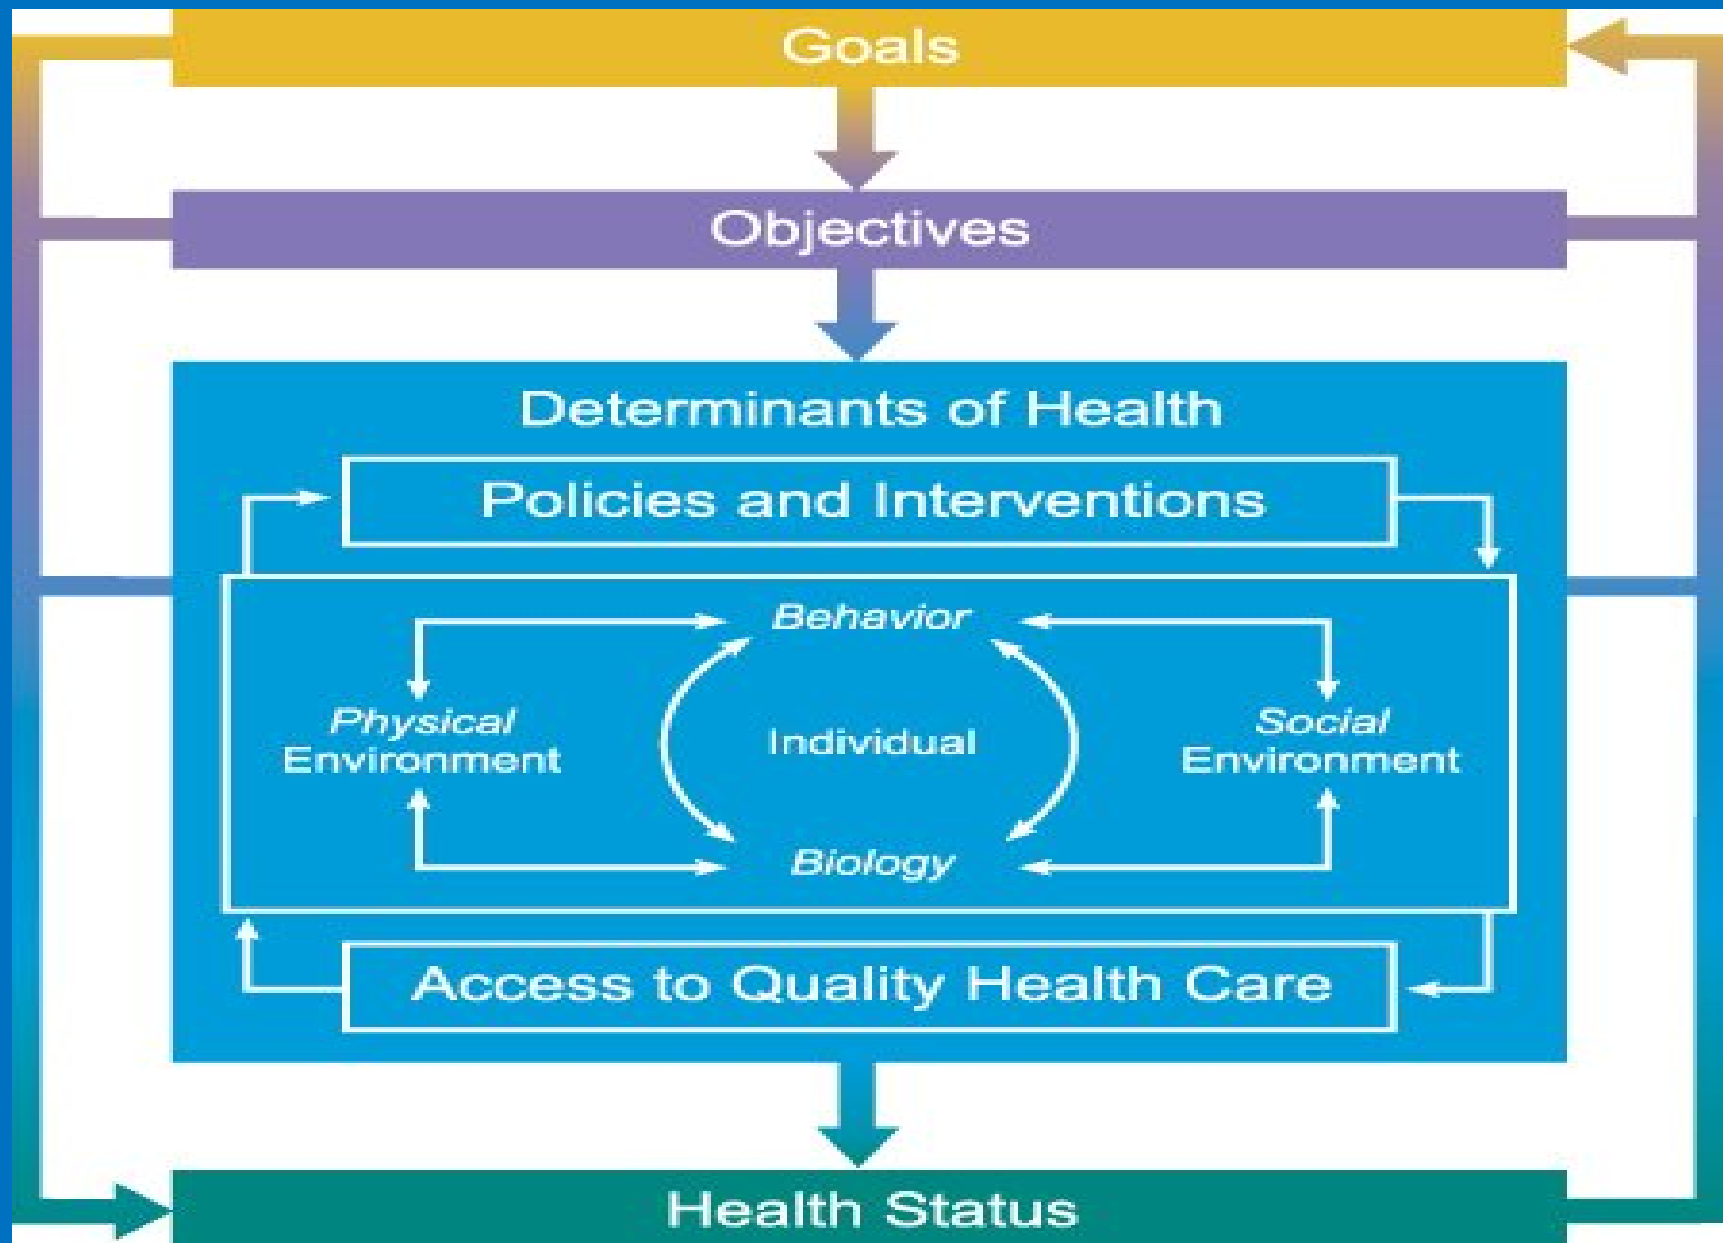 Goals
Objectives
Determinants of Health
Policies and Interventions
Behavior
Physical
Environment
Individual
Social
Environment
Biology
Access to Quality Health Care
Health Status